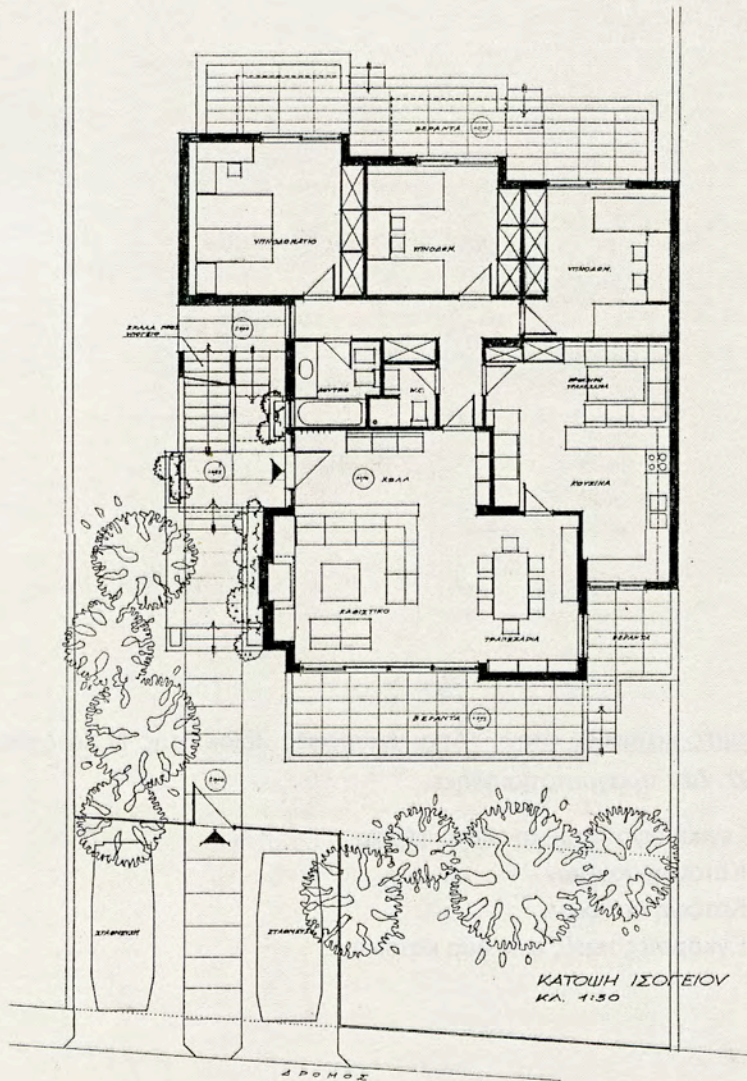 ΒΕΡΑΝΤΑ
ΥΠΝΟΔΩΜΑΤΙΟ
ΥΠΝΟΔΩΜ.
ΥΠΝΟΔΩΜ.
ΣΚΑΛΑ ΠΡΟΣ
ΥΠΟΓΕΙΟ
ΛΟΥΤΡΟ
W.C.
ΚΟΥΖΙΝΑ
ΧΩΛΛ
ΚΑΘΙΣΤΙΚΟ
ΤΡΑΠΕΖΑΡΙΑ
ΒΕΡΑΝΤΑ
ΒΕΡΑΝΤΑ
ΣΤΑΘΜΕΥΣΗ
ΣΤΑΘΜΕΥΣΗ
ΚΑΤΟΨΗ ΙΣΟΓΕΙΟΥ
ΚΛ. 1:50
ΔΡΟΜΟΣ